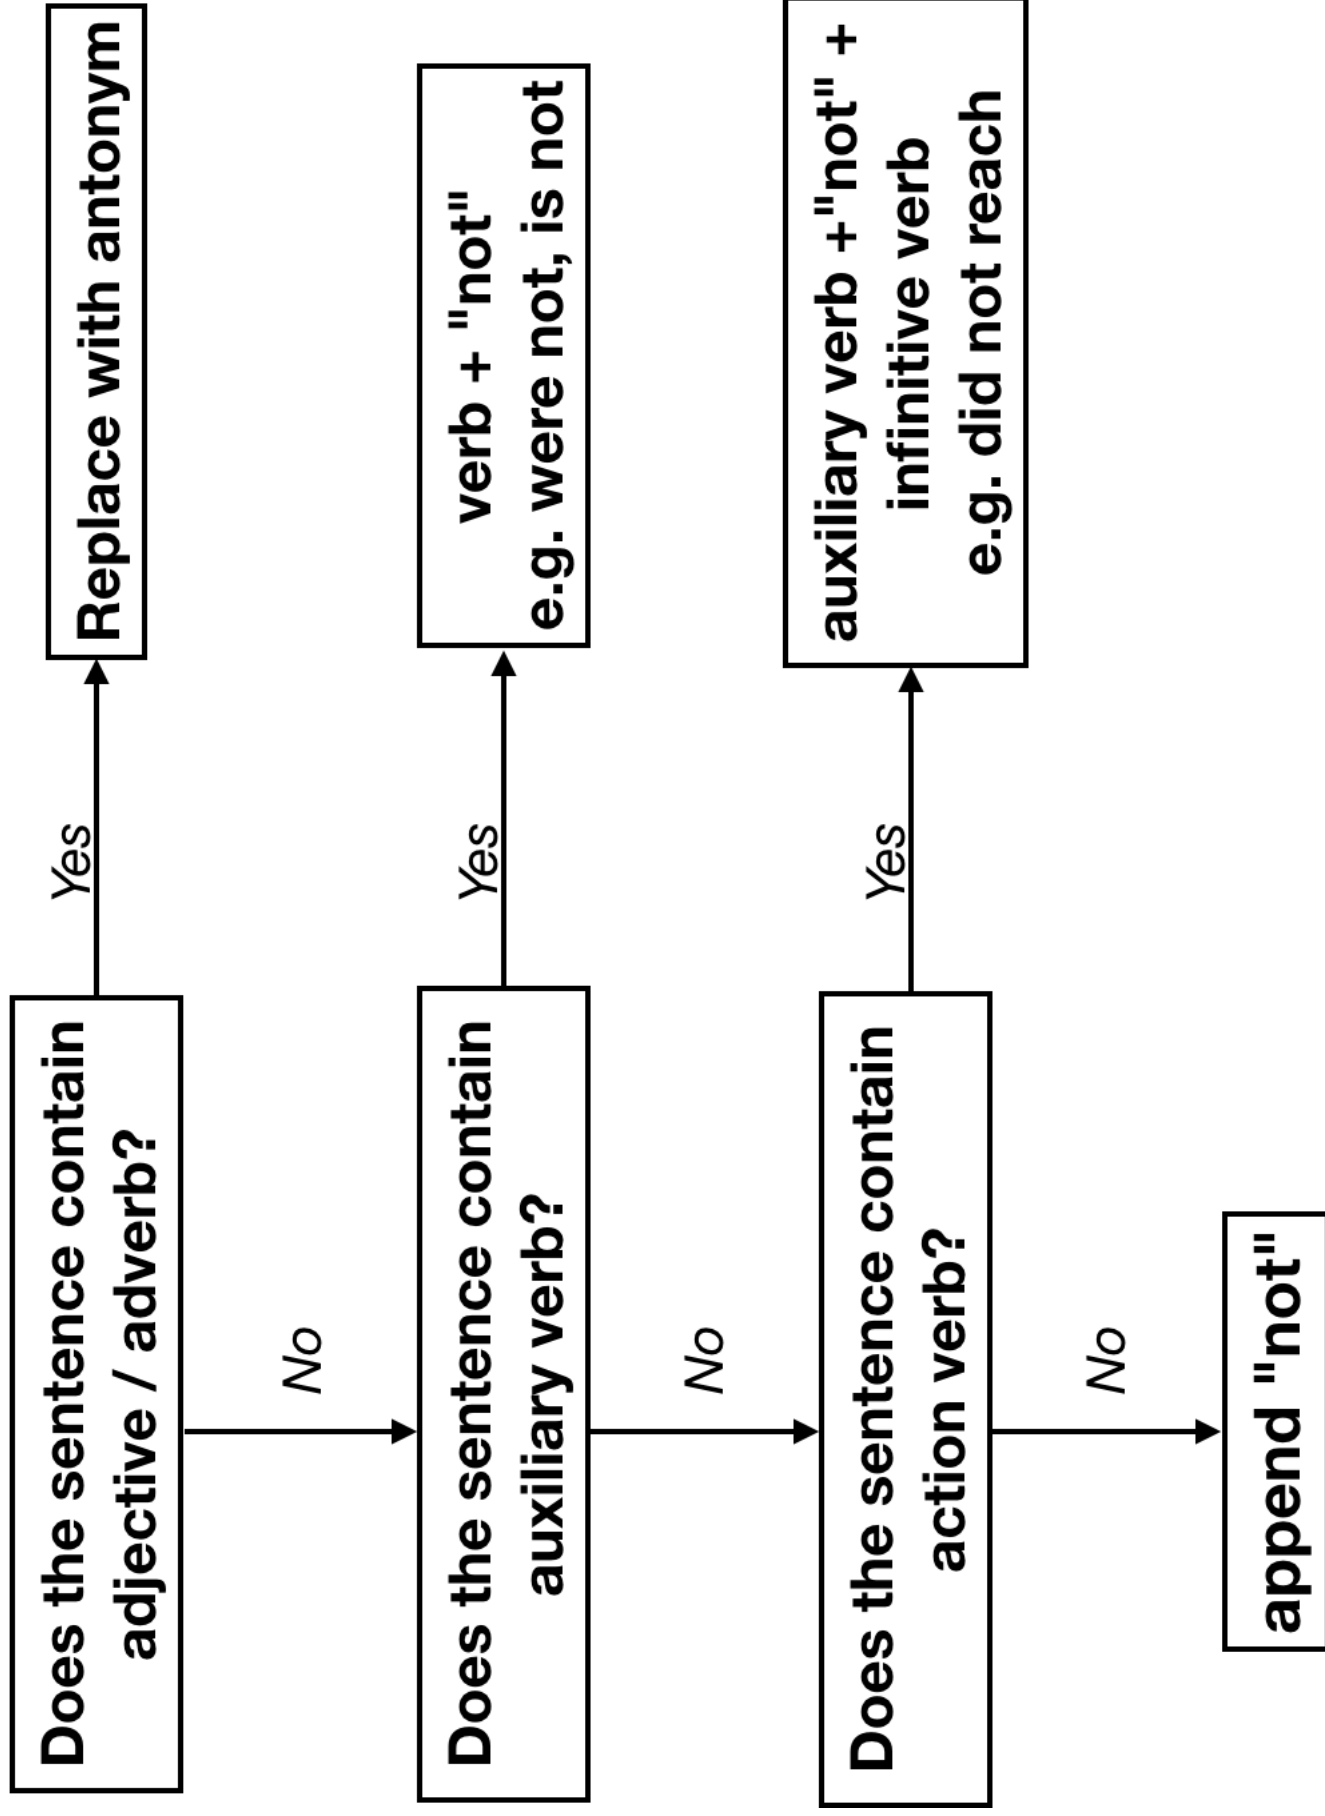 Does the sentence contain
adjective / adverb?
Yes
Replace with antonym
No
Does the sentence contain
auxiliary verb?
Yes
verb + "not"
e.g. were not, is not
No
Does the sentence contain
action verb?
Yes
auxiliary verb +"not" +
infinitive verb
e.g. did not reach
No
append "not"